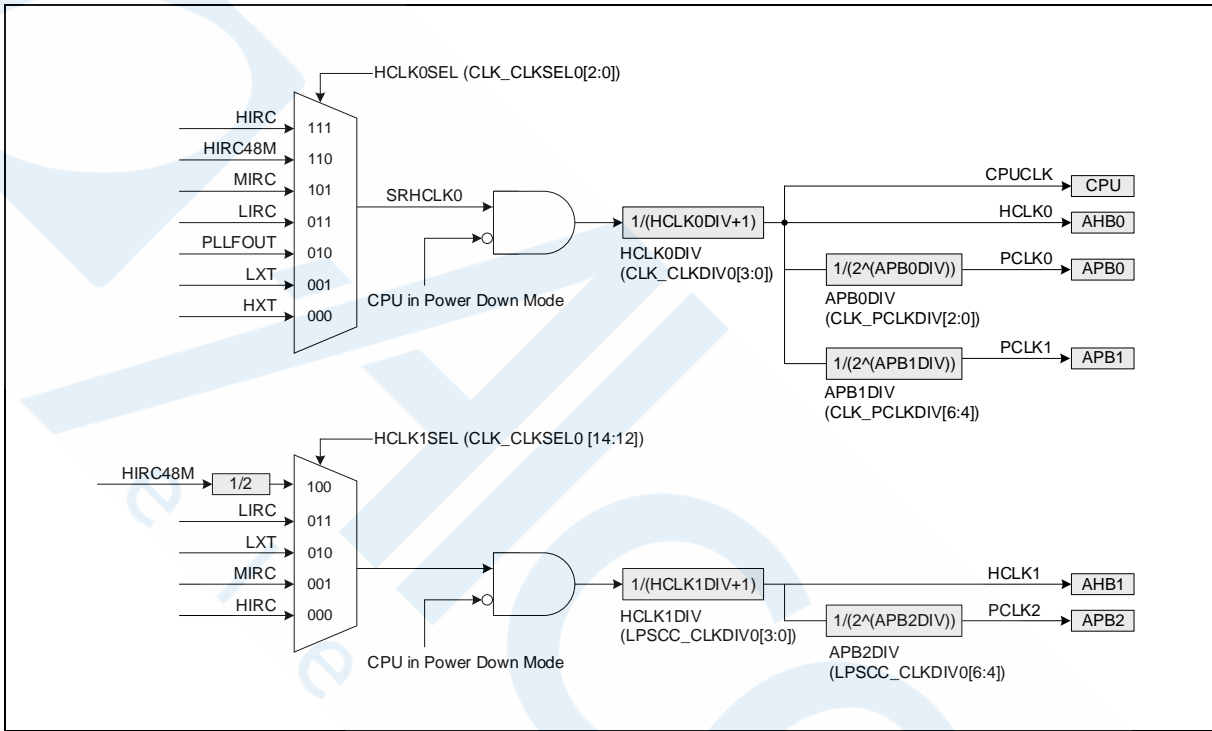 HCLK0SEL (CLK_CLKSEL0[2:0])
HIRC
111
HIRC48M
110
MIRC
101
LIRC
011
PLLFOUT
010
LXT
001
HXT
000
SRHCLK0
CPU in Power Down Mode
1/(HCLK0DIV+1)
HCLK0DIV
(CLK_CLKDIV0[3:0])
CPUCLK
CPU
HCLK0
AHB0
1/(2^(APB0DIV))
PCLK0
APB0
APB0DIV
(CLK_PCLKDIV[2:0])
1/(2^(APB1DIV))
PCLK1
APB1
APB1DIV
(CLK_PCLKDIV[6:4])
HCLK1SEL (CLK_CLKSEL0 [14:12])
HIRC48M
1/2
100
LIRC
011
LXT
010
MIRC
001
HIRC
000
CPU in Power Down Mode
1/(HCLK1DIV+1)
HCLK1DIV
(LPSCC_CLKDIV0[3:0])
HCLK1
AHB1
1/(2^(APB2DIV))
PCLK2
APB2
APB2DIV
(LPSCC_CLKDIV0[6:4])